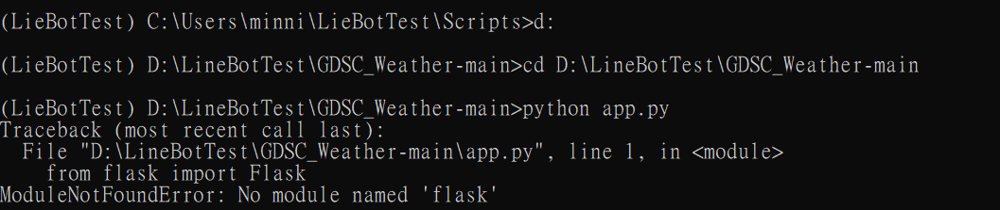 (LieBotTest) C:\Users\minni\LieBotTest\Scripts>d:
(LieBotTest) D:\LineBotTest\GDSC_Weather-main>cd D:\LineBotTest\GDSC_Weather-main
(LieBotTest) D:\LineBotTest\GDSC_Weather-main>python app.py
Traceback (most recent call last):
  File "D:\LineBotTest\GDSC_Weather-main\app.py", line 1, in <module>
    from flask import Flask
ModuleNotFoundError: No module named 'flask'